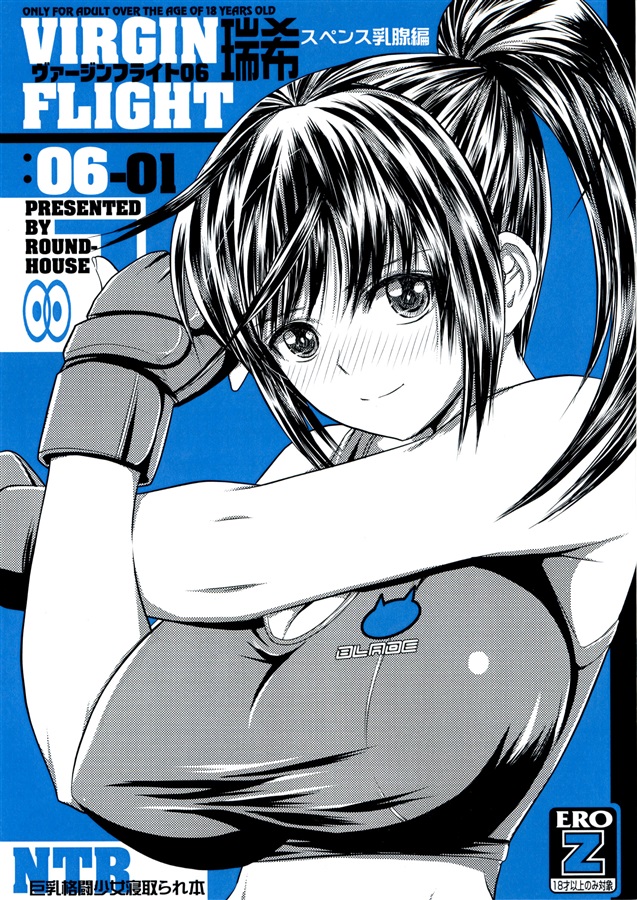 ONLY FOR ADULT OVER THE AGE OF 18 YEARS OLD
VIRGIN
ヴァージンフライト06
FLIGHT
瑞希
スペンス乳腺編
:06-01
PRESENTED
BY
ROUND-
HOUSE
BLADE
NTR
巨乳格闘少女寝取られ本
ERO
Z
18才以上のみ対象